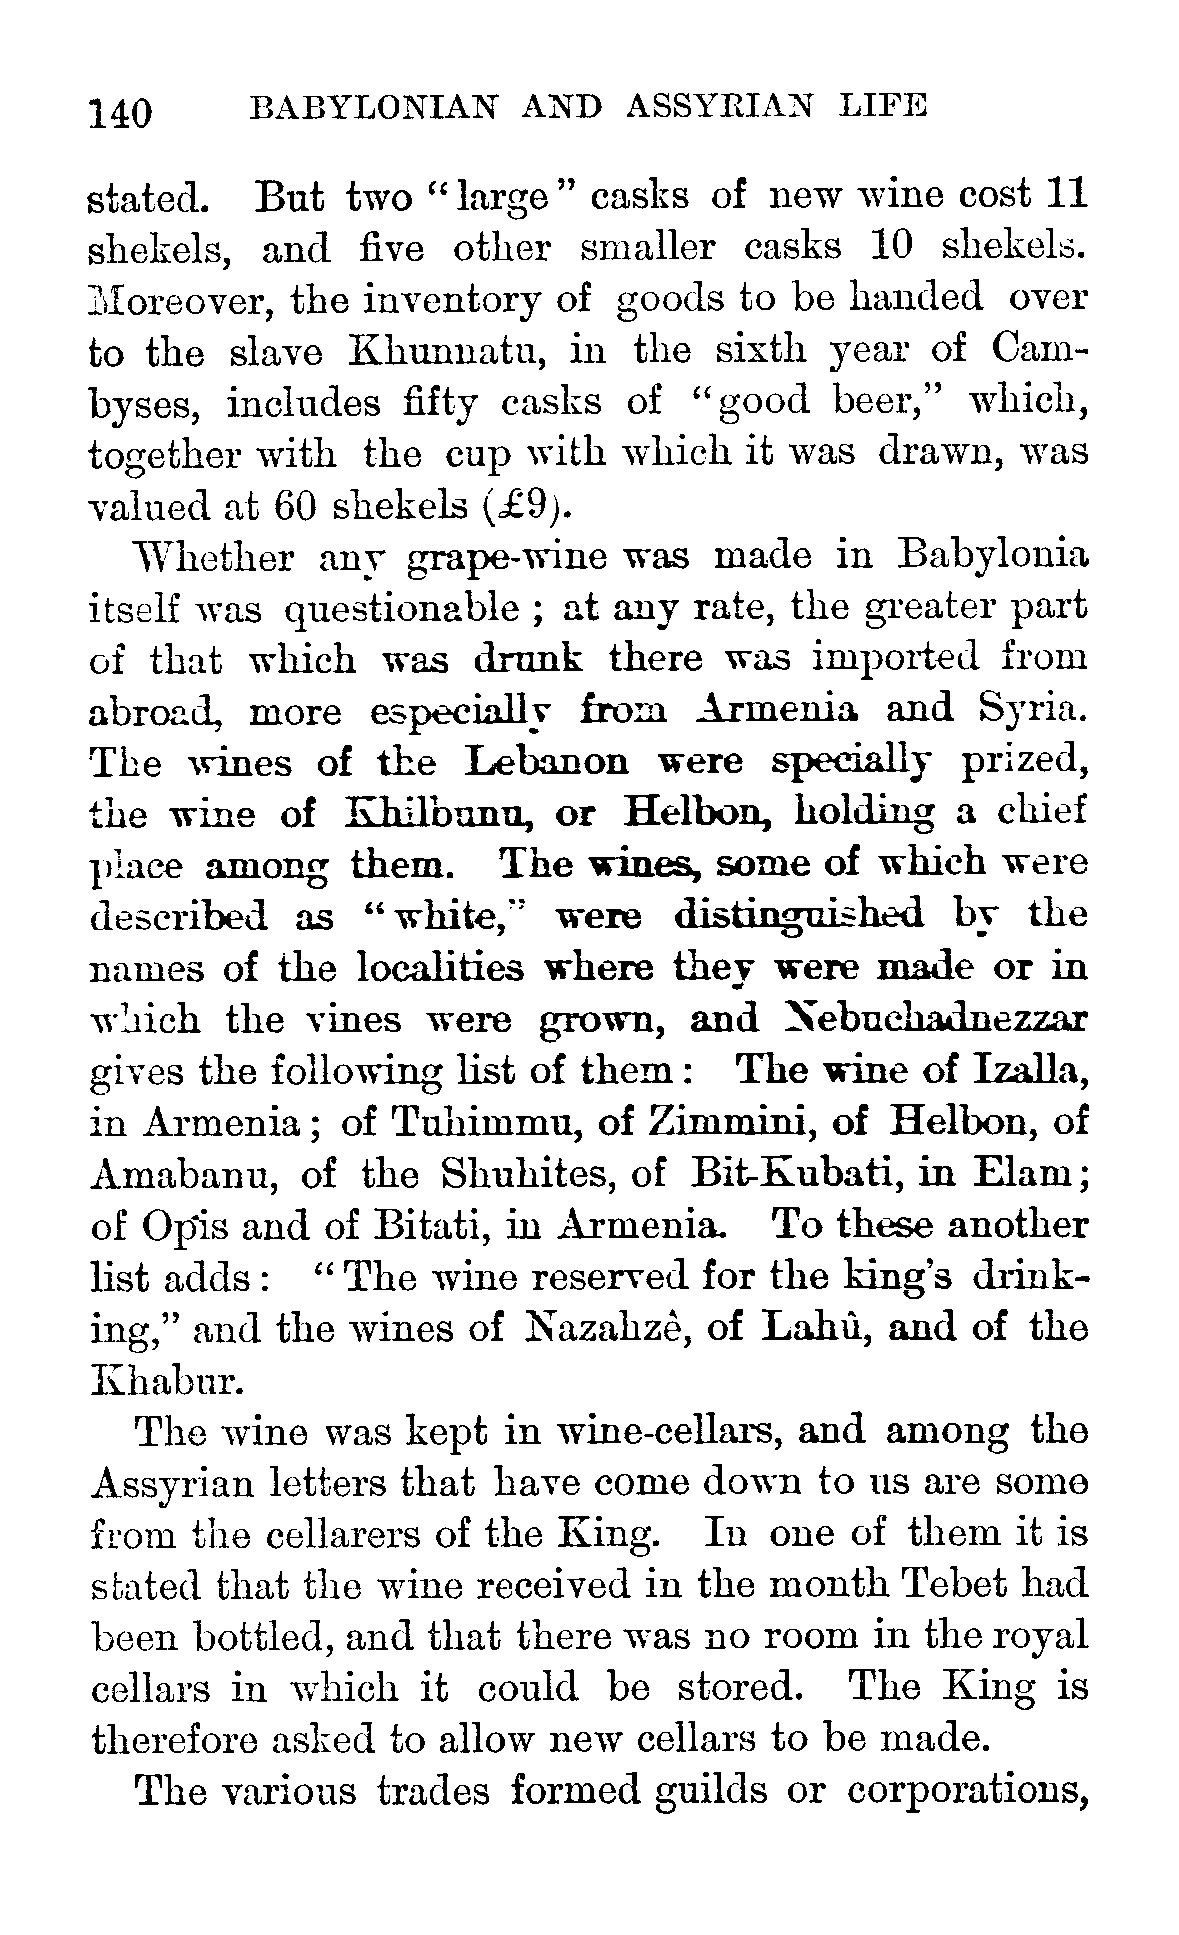 140 BABYLONIAN AND ASSYRIAN LIFE
stated. But two “large” casks of new wine cost 11
shekels, and five other smaller casks 10 shekels.
Moreover, the inventory of goods to be handed over
to the slave Khunnatu, in the sixth year of Cam-
byses, includes fifty casks of “good beer,” which,
together with the cup with which it was drawn, was
valued at 60 shekels (£9).
Whether any grape-wine was made in Babylonia
itself was questionable ; at any rate, the greater part
of that which was drunk there was imported from
abroad, more especially from Armenia and Syria.
The wines of the Lebanon were specially prized,
the wine of Khilbunu, or Helbon, holding a chief
place among them. The wines, some of which were
described as “white,” were distinguished by the
names of the localities where they were made or in
which the vines were grown, and Nebuchadnezzar
gives the following list of them : The wine of Izalla,
in Armenia ; of Tuhimmu, of Zimmini, of Helbon, of
Amabanu, of the Shuhites, of Bit-Kubati, in Elam ;
of Opis and of Bitati, in Armenia. To these another
list adds : “The wine reserved for the king’s drink-
ing,” and the wines of Nazahzê, of Lahû, and of the
Khabur.
The wine was kept in wine-cellars, and among the
Assyrian letters that have come down to us are some
from the cellarers of the King. In one of them it is
stated that the wine received in the month Tebet had
been bottled, and that there was no room in the royal
cellars in which it could be stored. The King is
therefore asked to allow new cellars to be made.
The various trades formed guilds or corporations,